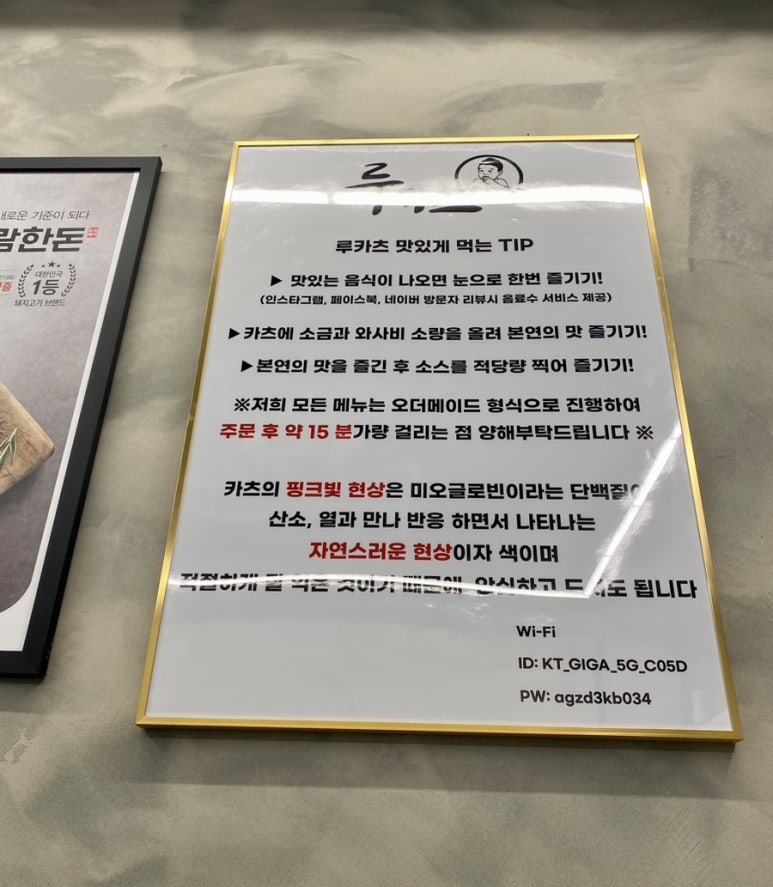 새로운 기준이 되다
람한돈
대한민국
1등
돼지고기 브랜드
루카츠
루카츠 맛있게 먹는 TIP
▶ 맛있는 음식이 나오면 눈으로 한번 즐기기!
(인스타그램, 페이스북, 네이버 방문자 리뷰시 음료수 서비스 제공)
▶카츠에 소금과 와사비 소량을 올려 본연의 맛 즐기기!
▶본연의 맛을 즐긴 후 소스를 적당량 찍어 즐기기!
※저희 모든 메뉴는 오더메이드 형식으로 진행하여
주문 후 약 15 분가량 걸리는 점 양해부탁드립니다 ※
카츠의 핑크빛 현상은 미오글로빈이라는 단백질이
산소, 열과 만나 반응 하면서 나타나는
자연스러운 현상이자 색이며
적절하게 잘 익은 것이기 때문에 안심하고 드셔도 됩니다
Wi-Fi
ID: KT_GIGA_5G_C05D
PW: agzd3kb034